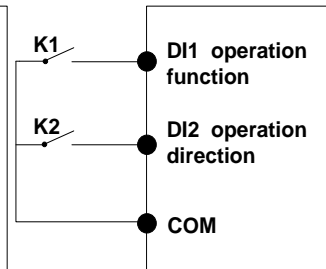 K1
DI1 operation
function
K2
DI2 operation
direction
COM